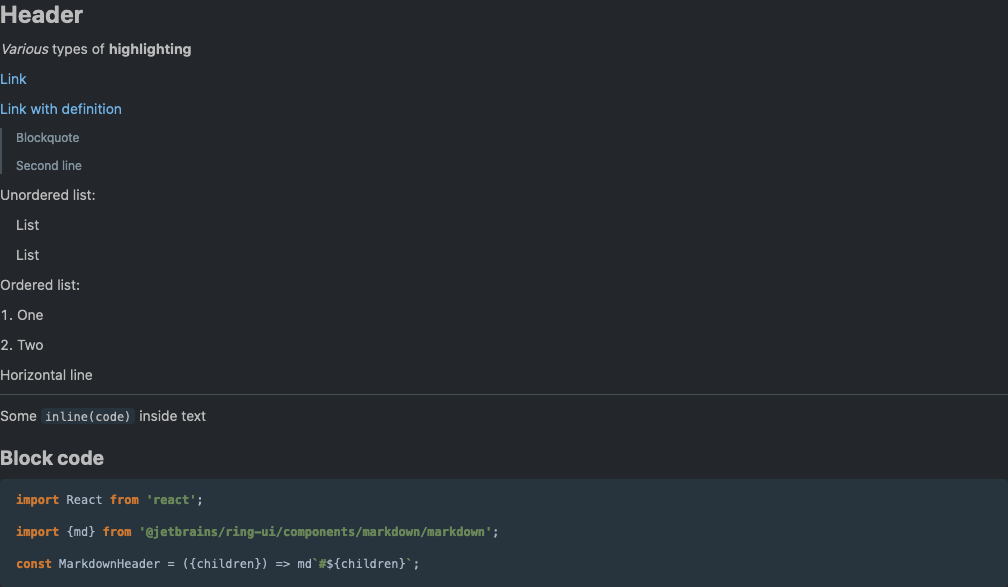 Header
Various types of highlighting
Link
Link with definition
Blockquote
Second line
Unordered list:
List
List
Ordered list:
1. One
2. Two
Horizontal line
Some inline(code) inside text
Block code
import React from 'react';
import {md} from '@jetbrains/ring-ui/components/markdown/markdown';
const MarkdownHeader = ({children}) => md`#${children}`;